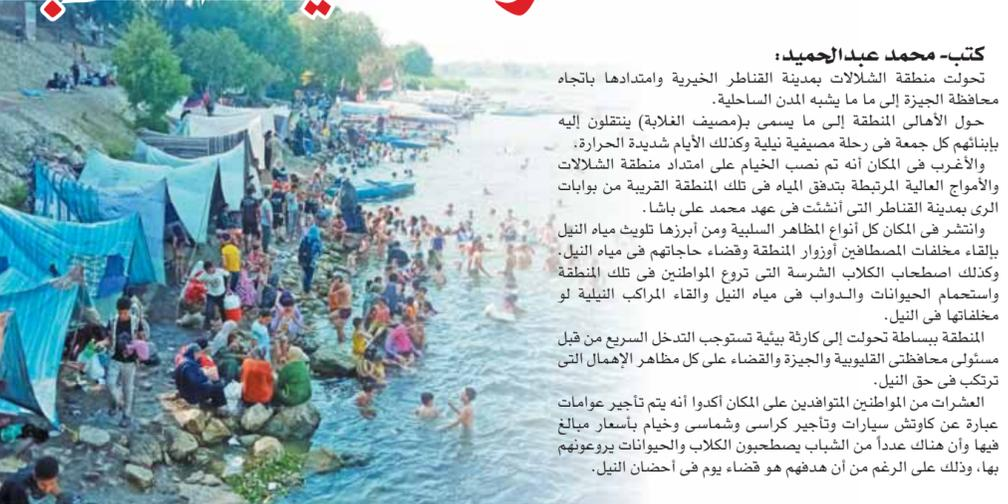 كتب- محمد عبدالحميد:
تحولت منطقة الشلالات بمدينة القناطر الخيرية وامتدادها باتجاه
محافظة الجيزة إلى ما ما يشبه المدن الساحلية.
حول الأهالى المنطقة إلى ما يسمى بـ(مصيف الغلابة) ينتقلون إليه
بإبنائهم كل جمعة فى رحلة مصيفية نيلية وكذلك الأيام شديدة الحرارة.
والأغرب فى المكان أنه تم نصب الخيام على امتداد منطقة الشلالات
والأمواج العالية المرتبطة بتدفق المياه فى تلك المنطقة القريبة من بوابات
الرى بمدينة القناطر التى أنشئت فى عهد محمد على باشا.
وانتشر فى المكان كل أنواع المظاهر السلبية ومن أبرزها تلويث مياه النيل
بإلقاء مخلفات المصطافين أوزوار المنطقة وقضاء حاجاتهم فى مياه النيل.
وكذلك اصطحاب الكلاب الشرسة التى تروع المواطنين فى تلك المنطقة
واستحمام الحيوانات والدواب فى مياه النيل والقاء المراكب النيلية لو
مخلفاتها فى النيل.
المنطقة ببساطة تحولت إلى كارثة بيئية تستوجب التدخل السريع من قبل
مسئولى محافظتى القليوبية والجيزة والقضاء على كل مظاهر الإهمال التى
ترتكب فى حق النيل.
العشرات من المواطنين المتوافدين على المكان أكدوا أنه يتم تأجير عوامات
عبارة عن كاوتش سيارات وتأجير كراسى وشماسى وخيام بأسعار مبالغ
فيها وأن هناك عدداً من الشباب يصطحبون الكلاب والحيوانات يروعونهم
بها، وذلك على الرغم من أن هدفهم هو قضاء يوم فى أحضان النيل.